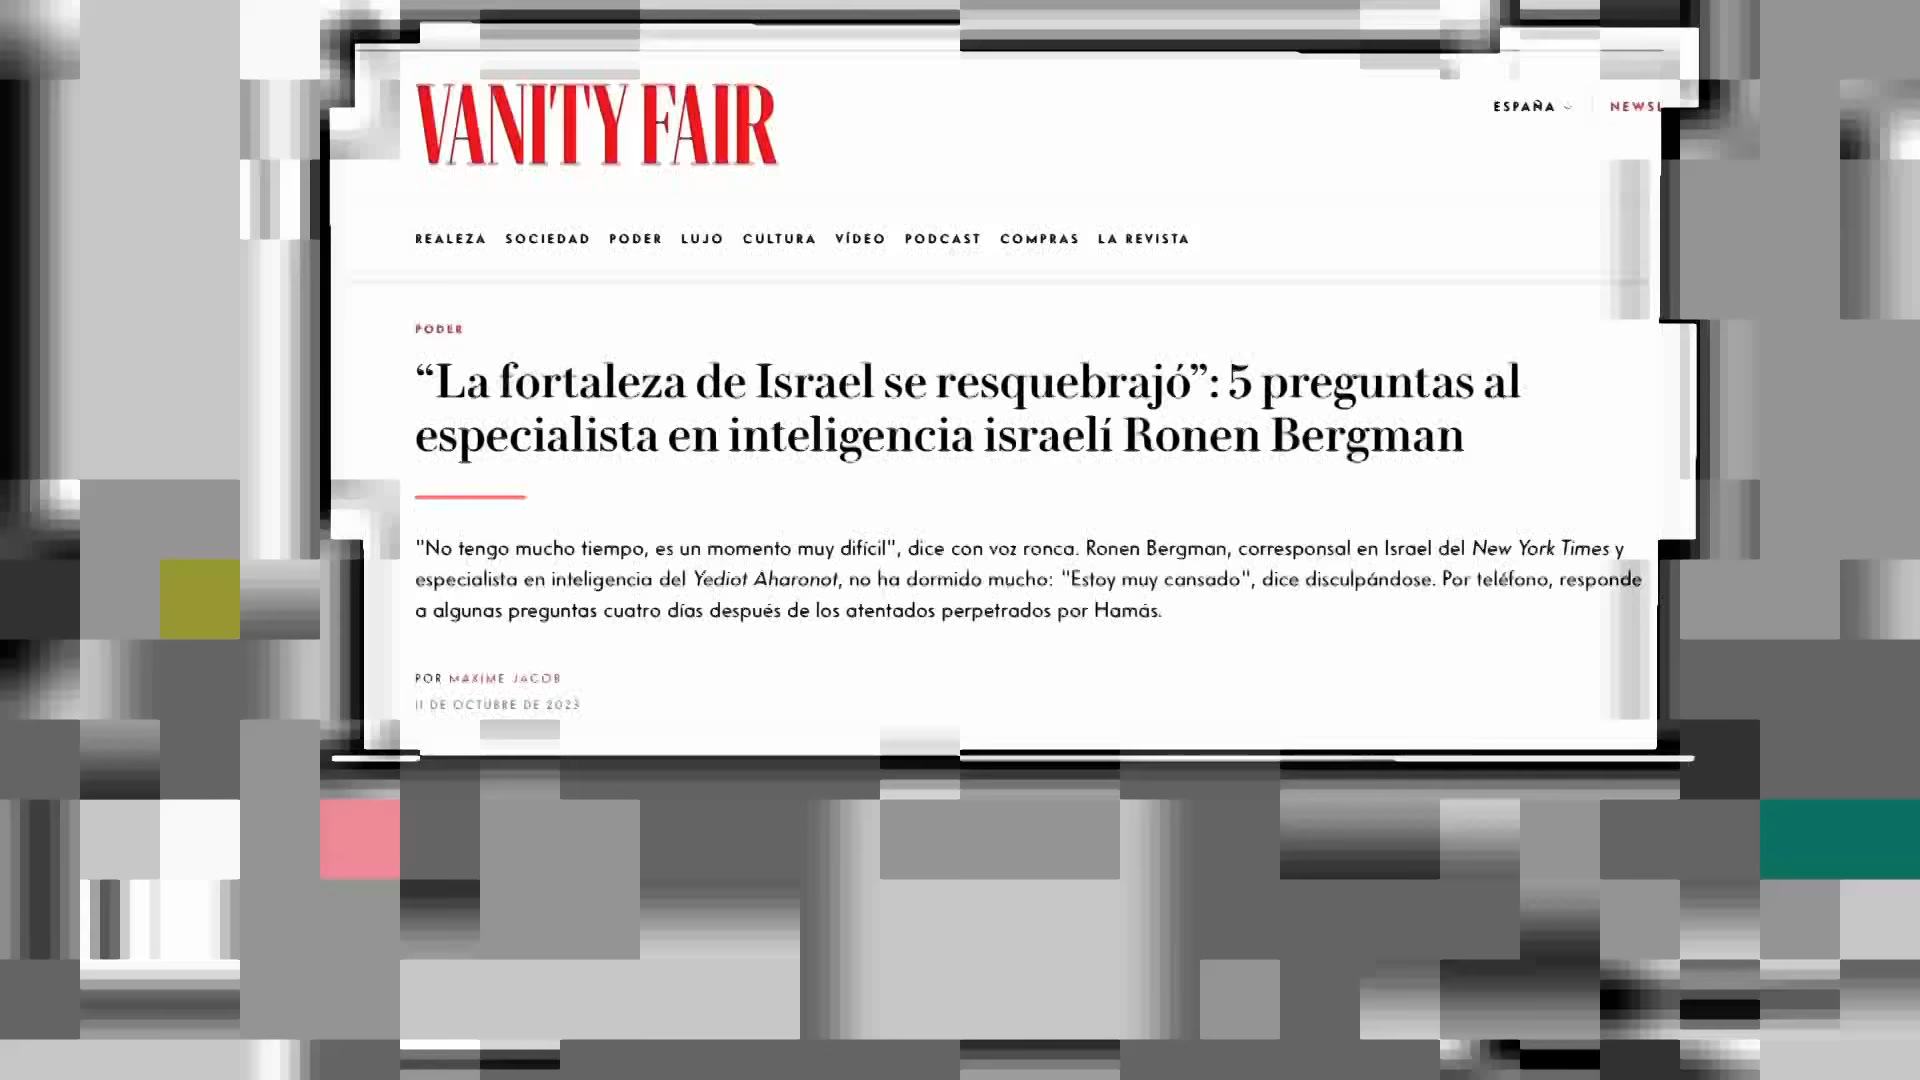 VANITY FAIR
ESPAÑA
REALEZA SOCIEDAD PODER LUJO CULTURA VÍDEO PODCAST COMPRAS LA REVISTA
PODER
“La fortaleza de Israel se resquebrajó”: 5 preguntas al
especialista en inteligencia israelí Ronen Bergman
"No tengo mucho tiempo, es un momento muy difícil", dice con voz ronca. Ronen Bergman, corresponsal en Israel del New York Times y
especialista en inteligencia del Yediot Aharonot, no ha dormido mucho: "Estoy muy cansado", dice disculpándose. Por teléfono, responde
a algunas preguntas cuatro días después de los atentados perpetrados por Hamás.
POR MAXIME JACOB
11 DE OCTUBRE DE 2023